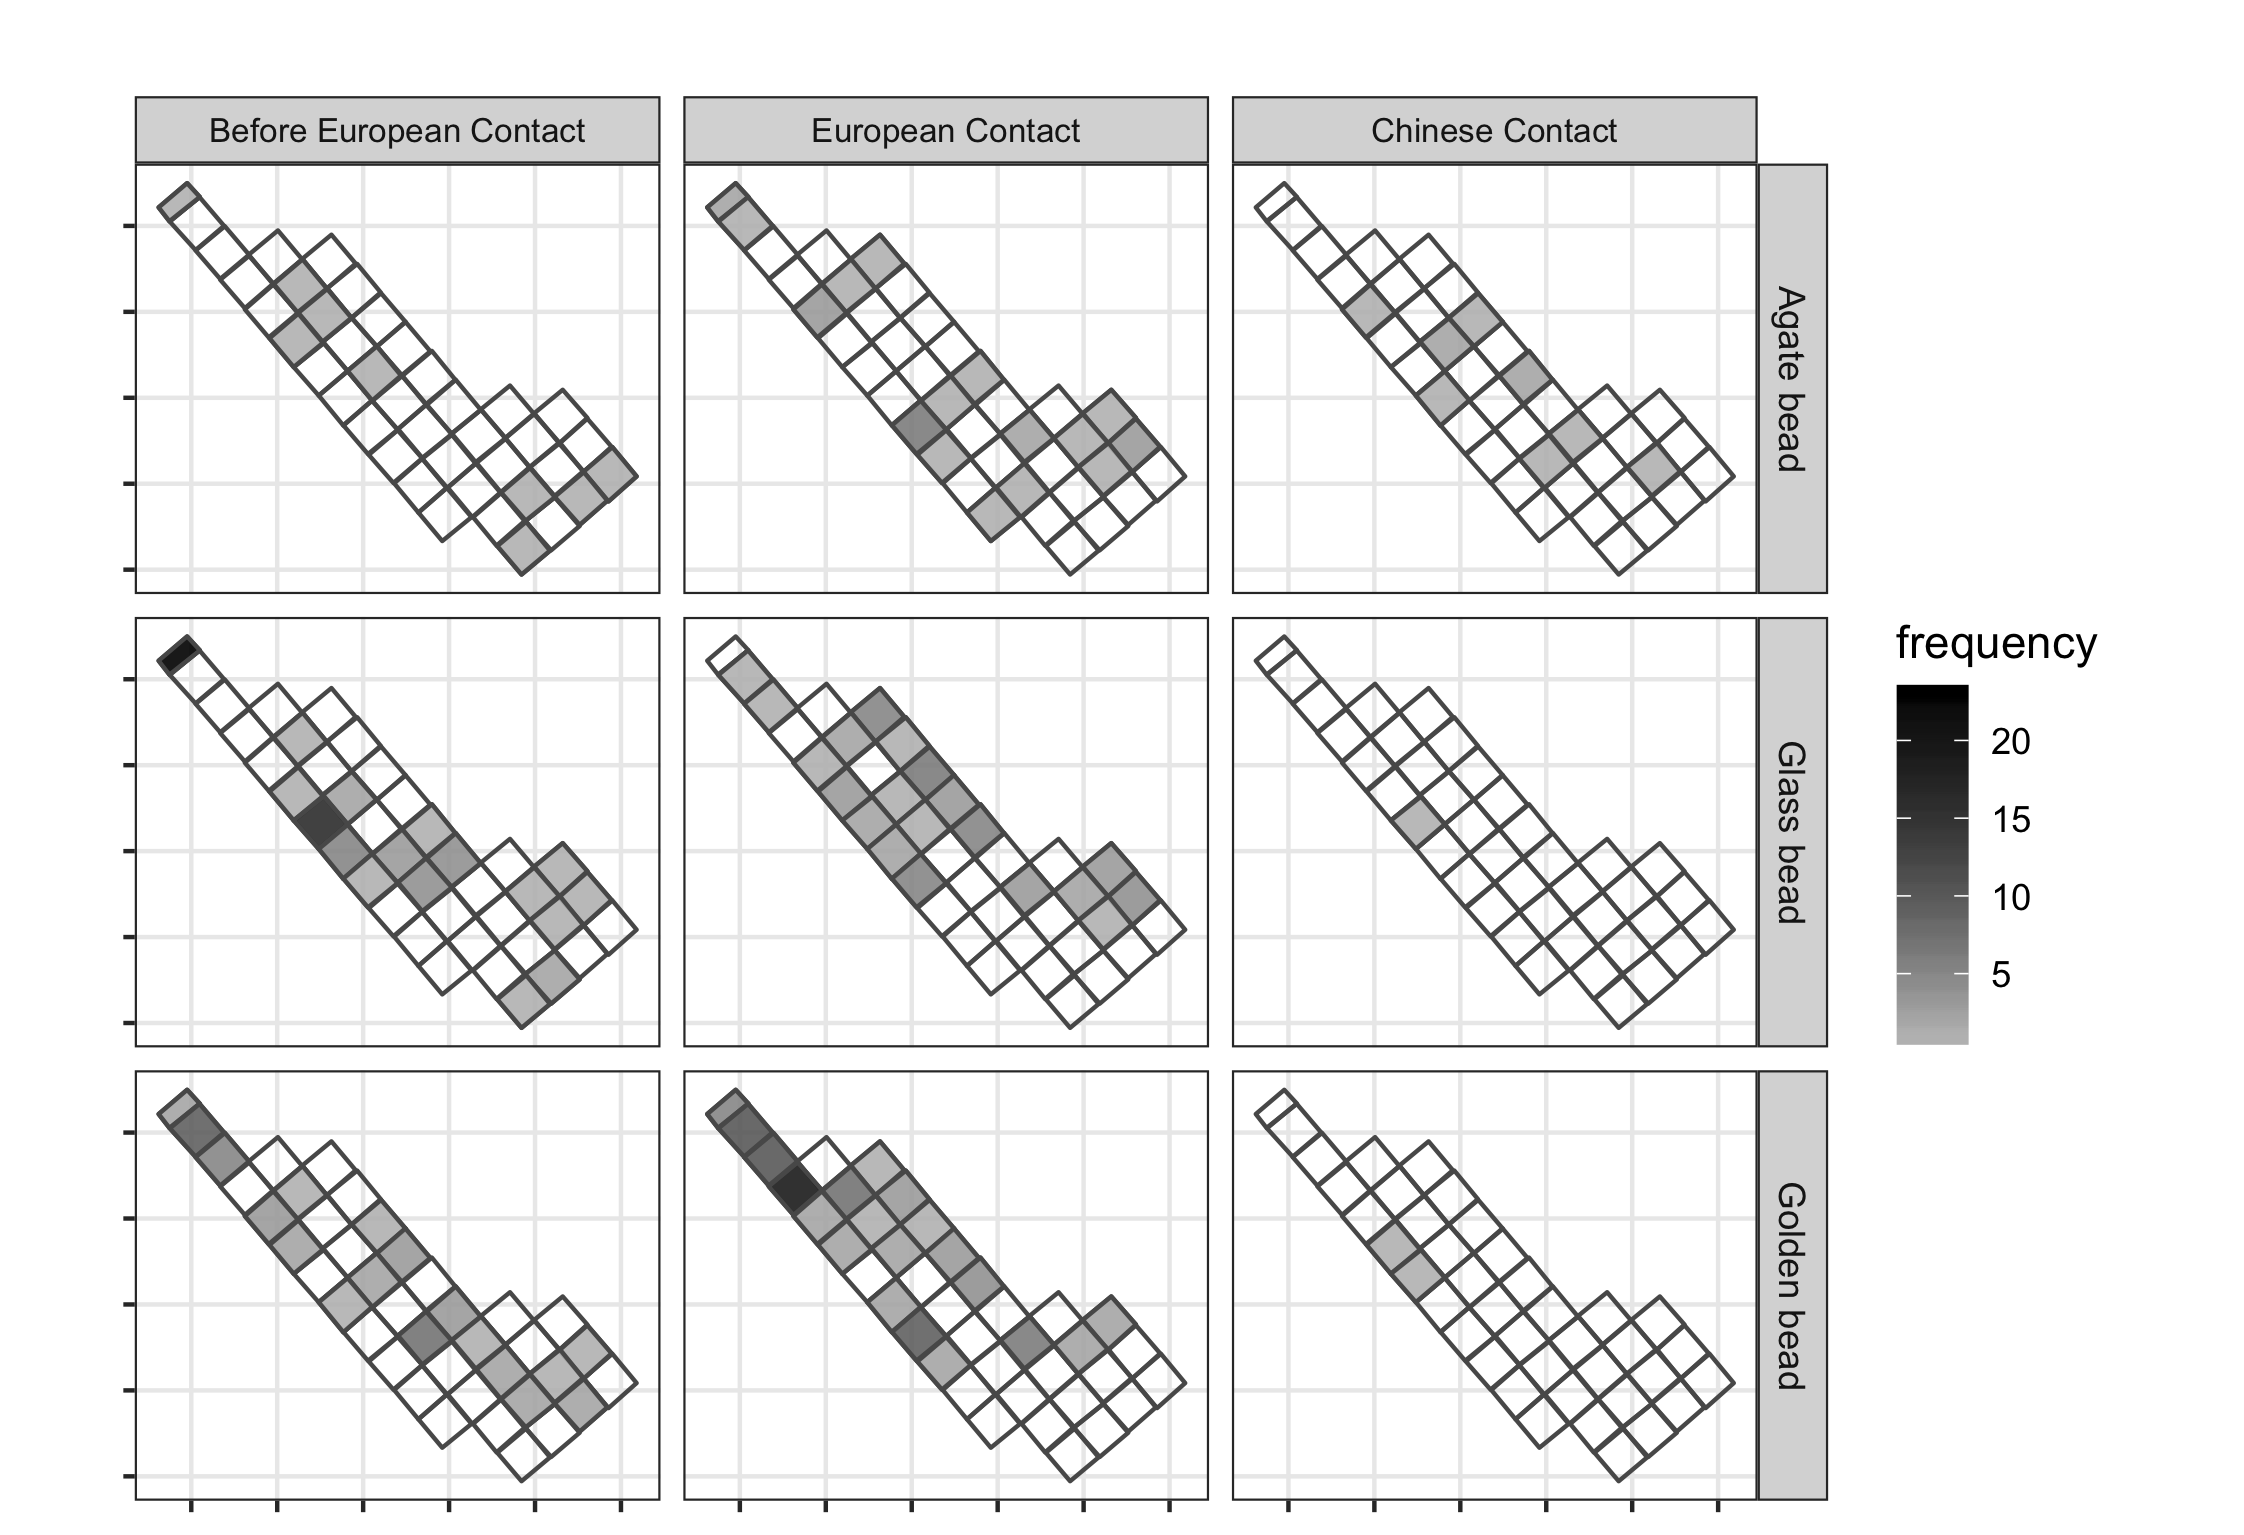 Before European Contact
European Contact
Chinese Contact
Agate bead
Glass bead
Golden bead
frequency
20
15
10
5